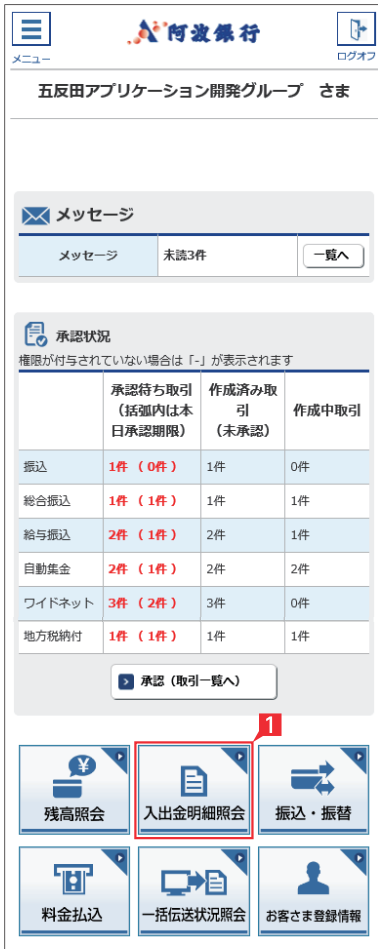 メニュー
阿波銀行
ログオフ
五反田アプリケーション開発グループ さま
メッセージ
メッセージ 未読3件 一覧へ
承認状況
権限が付与されていない場合は「-」が表示されます
承認待ち取引
（括弧内は本
日承認期限）
作成済み取
引
（未承認）
作成中取引
振込 1件（0件） 1件 0件
総合振込 1件（1件） 1件 1件
給与振込 2件（1件） 2件 1件
自動集金 2件（1件） 2件 2件
ワイドネット 3件（2件） 3件 0件
地方税納付 1件（1件） 1件 1件
承認（取引一覧へ）
1
残高照会 入出金明細照会 振込・振替
料金払込 一括伝送状況照会 お客さま登録情報